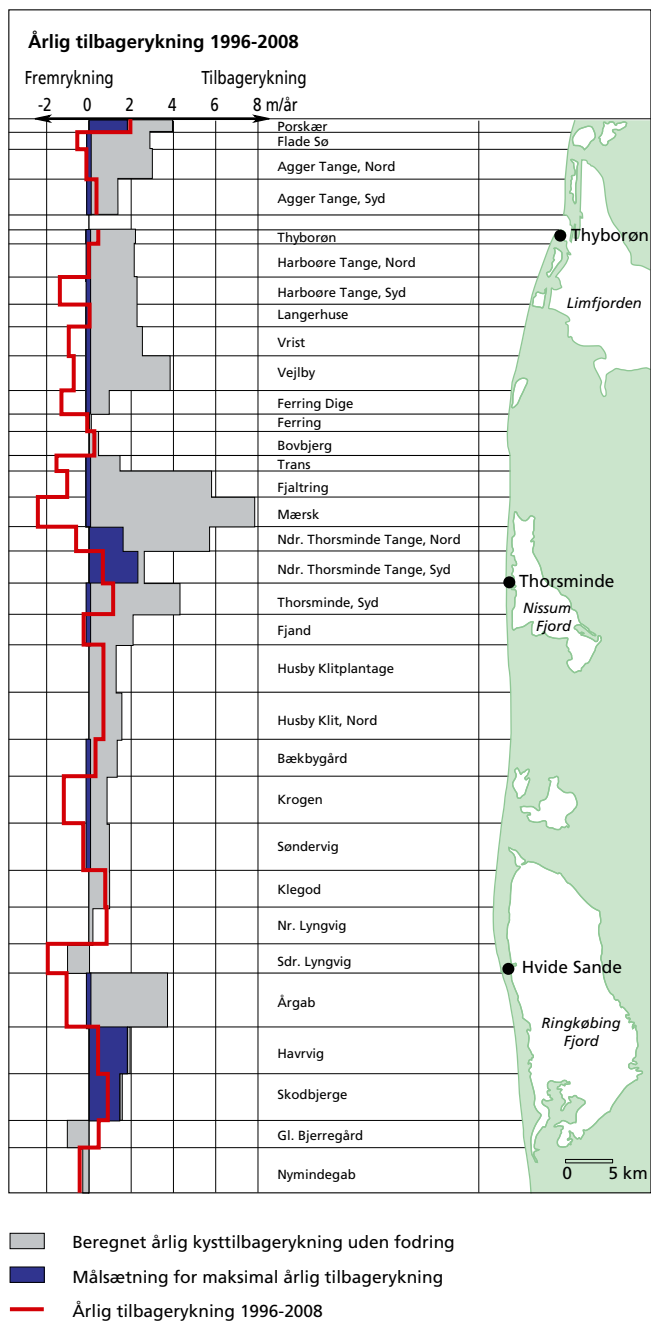 Årlig tilbagerykning 1996-2008
Fremrykning Tilbagerykning
-2 0 2 4 6 8 m/år
Porskær
Flade Sø
Agger Tange, Nord
Agger Tange, Syd
Thyborøn
Harboøre Tange, Nord
Harboøre Tange, Syd
Langerhuse
Vrist
Vejlby
Ferring Dige
Ferring
Bovbjerg
Trans
Fjaltring
Mærsk
Ndr. Thorsminde Tange, Nord
Ndr. Thorsminde Tange, Syd
Thorsminde, Syd
Fjand
Husby Klitplantage
Husby Klit, Nord
Bækbygård
Krogen
Søndervig
Klegod
Nr. Lyngvig
Sdr. Lyngvig
Årgab
Havrvig
Skodbjerge
Gl. Bjerregård
Nymindegab
Thyborøn
Limfjorden
Thorsminde
Nissum
Fjord
Hvide Sande
Ringkøbing
Fjord
0 5 km
Beregnet årlig kysttilbagerykning uden fodring
Målsætning for maksimal årlig tilbagerykning
Årlig tilbagerykning 1996-2008